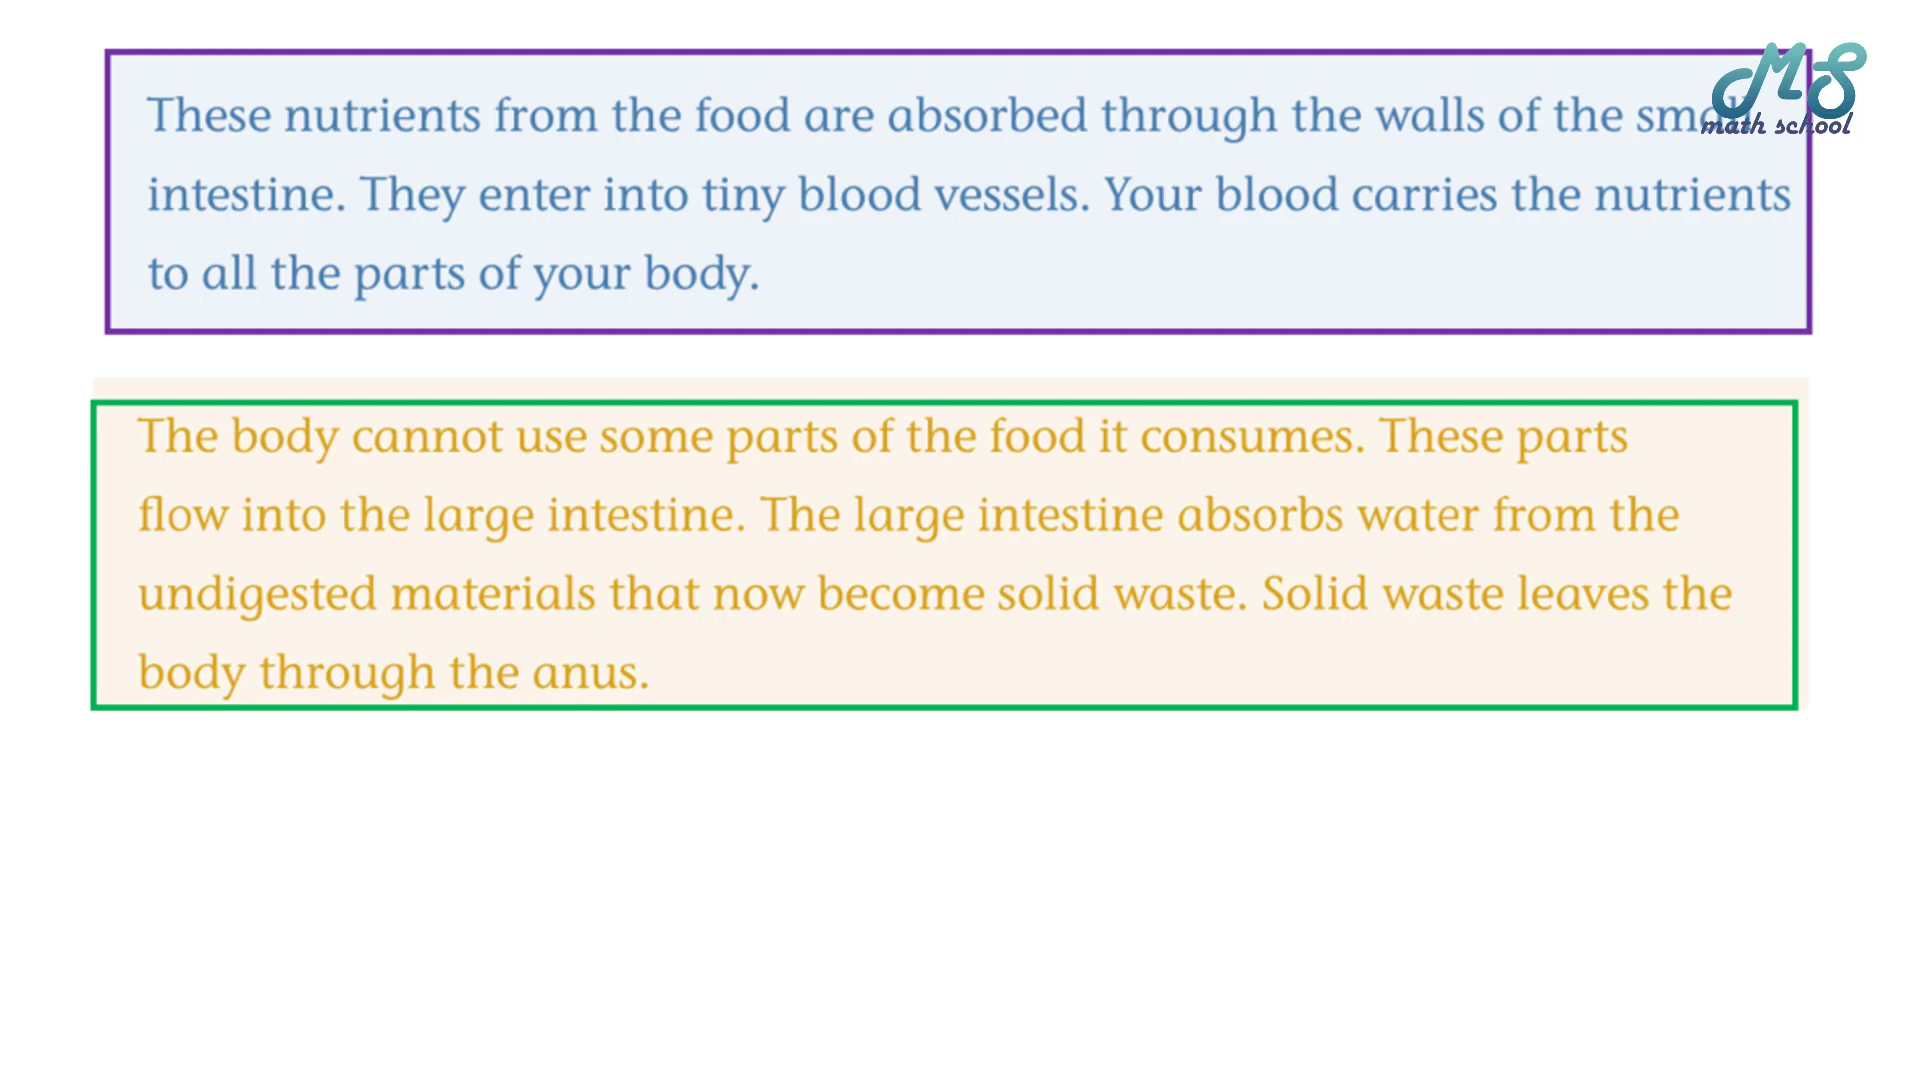 These nutrients from the food are absorbed through the walls of the small
intestine. They enter into tiny blood vessels. Your blood carries the nutrients
to all the parts of your body.
The body cannot use some parts of the food it consumes. These parts
flow into the large intestine. The large intestine absorbs water from the
undigested materials that now become solid waste. Solid waste leaves the
body through the anus.
MS
math school